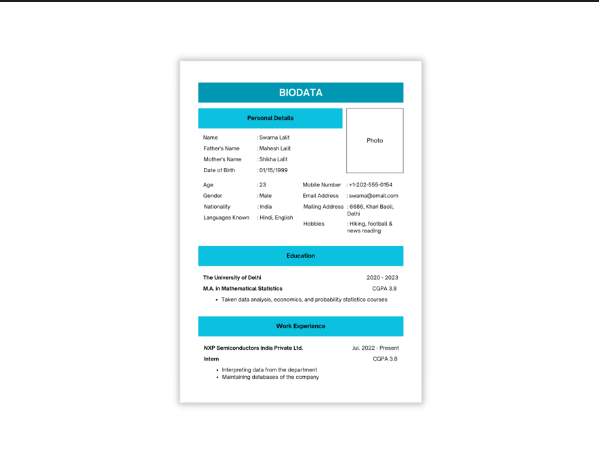 BIODATA
Personal Details
Photo
Name : Swarna Lalit
Father's Name : Mahesh Lalit
Mother's Name : Shikha Lalit
Date of Birth : 01/15/1999
Age : 23
Gender : Male
Nationality : India
Languages Known : Hindi, English
Mobile Number : +1-202-555-0154
Email Address : swarna@email.com
Mailing Address : 6686, Khari Baoli,
Delhi
Hobbies : Hiking, football &
news reading
Education
The University of Delhi 2020 - 2023
M.A. in Mathematical Statistics CGPA 3.8
• Taken data analysis, economics, and probability statistics courses
Work Experience
NXP Semiconductors India Private Ltd. Jul. 2022 - Present
Intern CGPA 3.8
• Interpreting data from the department
• Maintaining databases of the company